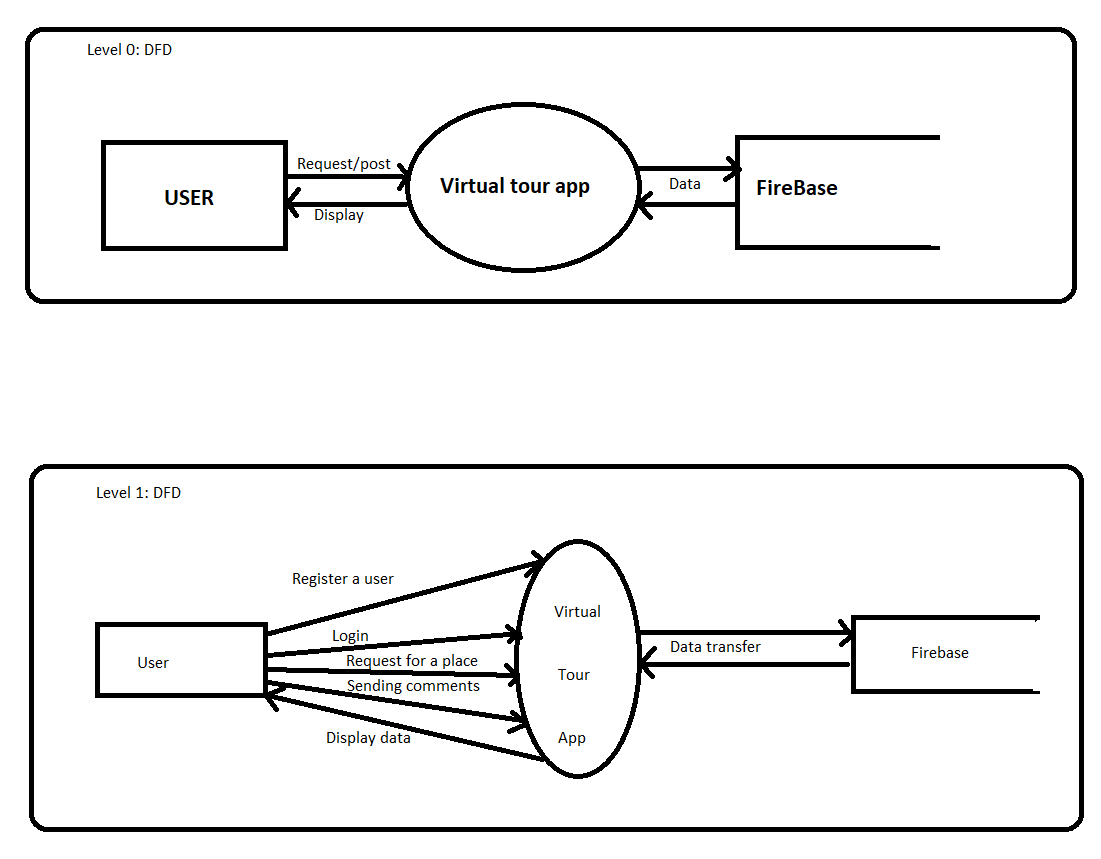 Level 0: DFD
Request/post
USER
Virtual tour app
Data
FireBase
Display
Level 1: DFD
Register a user
Login
Request for a place
Sending comments
Display data
User
Virtual
Tour
App
Data transfer
Firebase